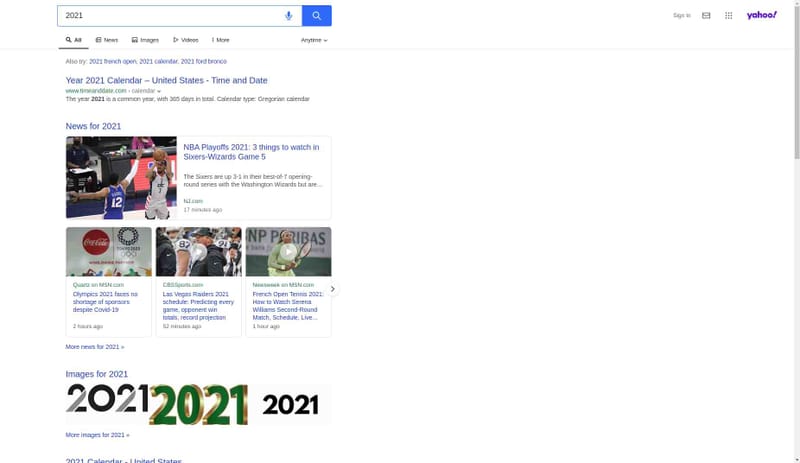 2021
Sign In
yahoo!
All
News
Images
Videos
More
Anytime
Also try: 2021 french open, 2021 calendar, 2021 ford bronco
Year 2021 Calendar – United States - Time and Date
www.timeanddate.com › calendar
The year 2021 is a common year, with 365 days in total. Calendar type: Gregorian calendar
News for 2021
NBA Playoffs 2021: 3 things to watch in
Sixers-Wizards Game 5
The Sixers are up 3-1 in their best-of-7 opening-
round series with the Washington Wizards but are...
NJ.com
17 minutes ago
12
Coca-Cola
TOKYO 2020
82
NP PARIBAS
Quartz on MSN.com
Olympics 2021 faces no
shortage of sponsors
despite Covid-19
2 hours ago
CBSSports.com
Las Vegas Raiders 2021
schedule: Predicting every
game, opponent win
totals, record projection
52 minutes ago
Newsweek on MSN.com
French Open Tennis 2021:
How to Watch Serena
Williams Second-Round
Match, Schedule, Live...
1 hour ago
More news for 2021 »
Images for 2021
2021
2021
2021
More images for 2021 »
2021 Calendar - United States